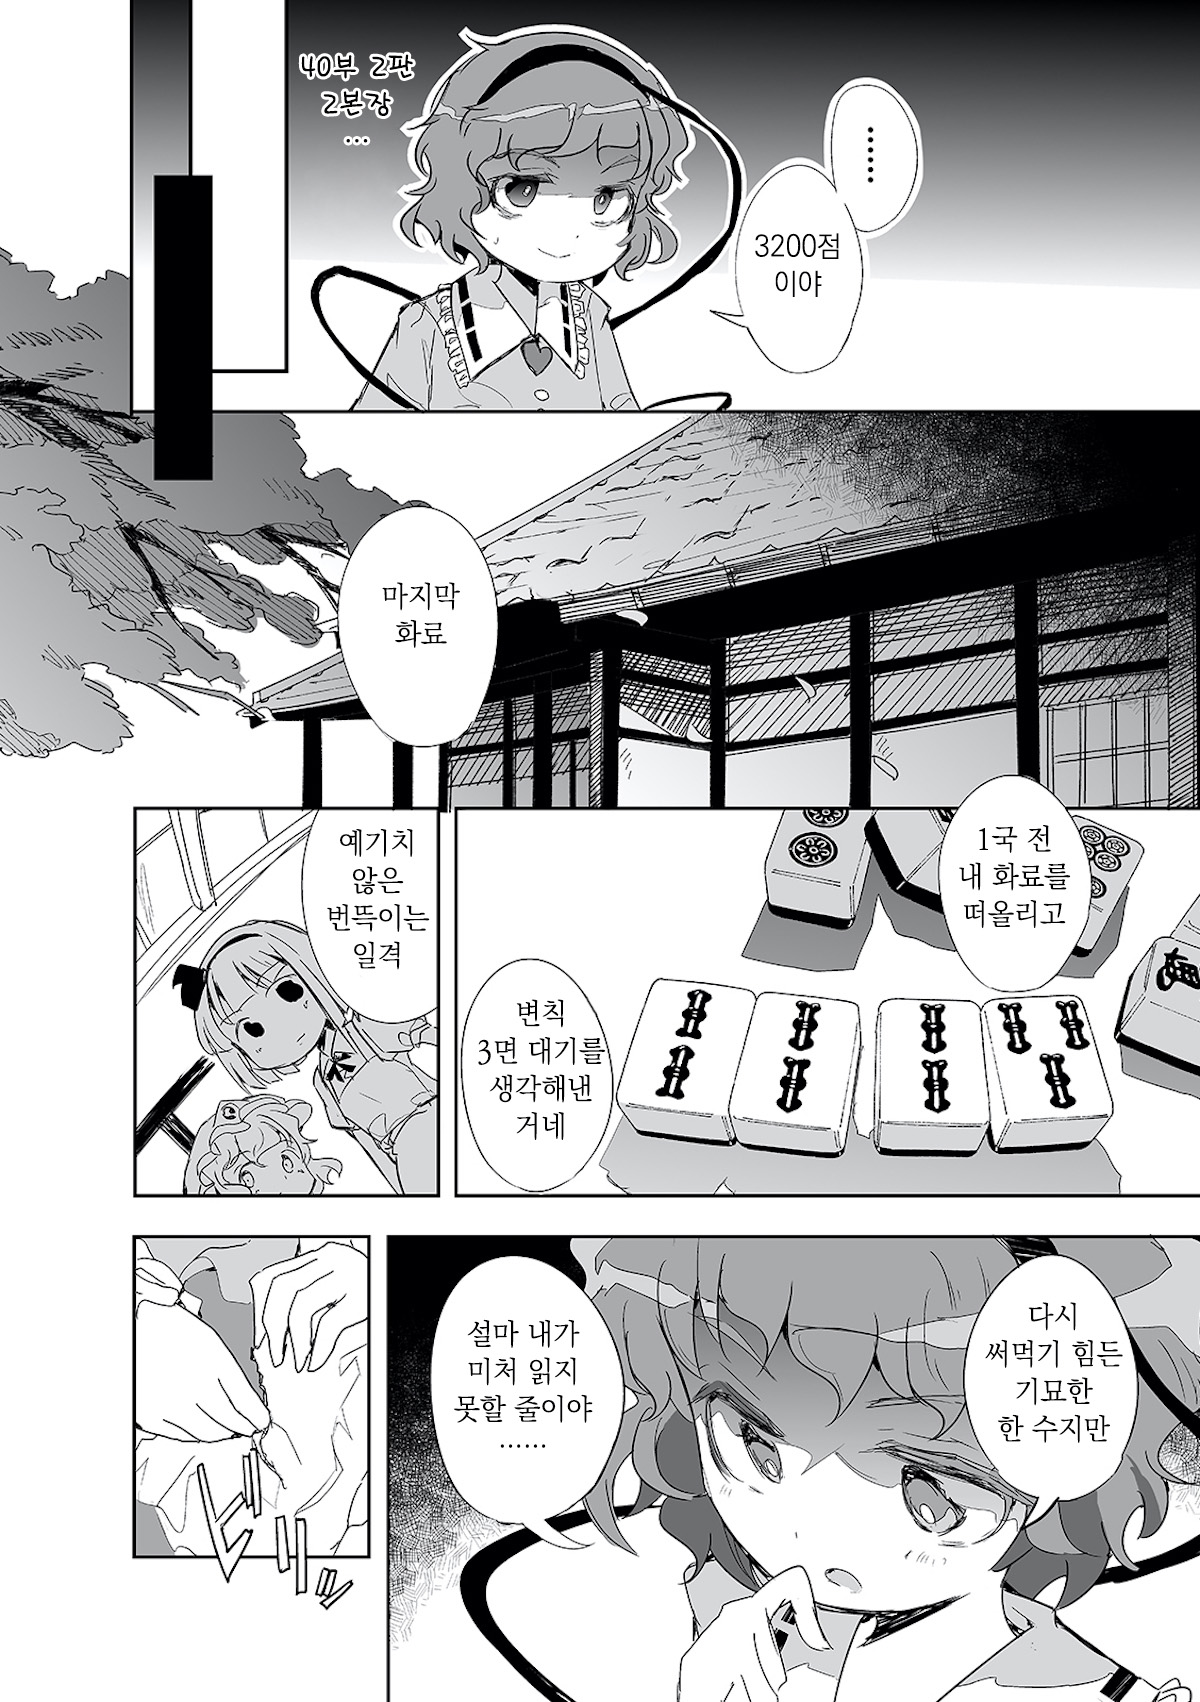 ……
3200점
이야
40부 2판
2본장
…
마지막
화료
1국 전
내 화료를
떠올리고
변칙
3면 대기를
생각해낸
거네
예기치
않은
번뜩이는
일격
다시
써먹기 힘든
기묘한
한 수지만
설마 내가
미처 읽지
못할 줄이야
……